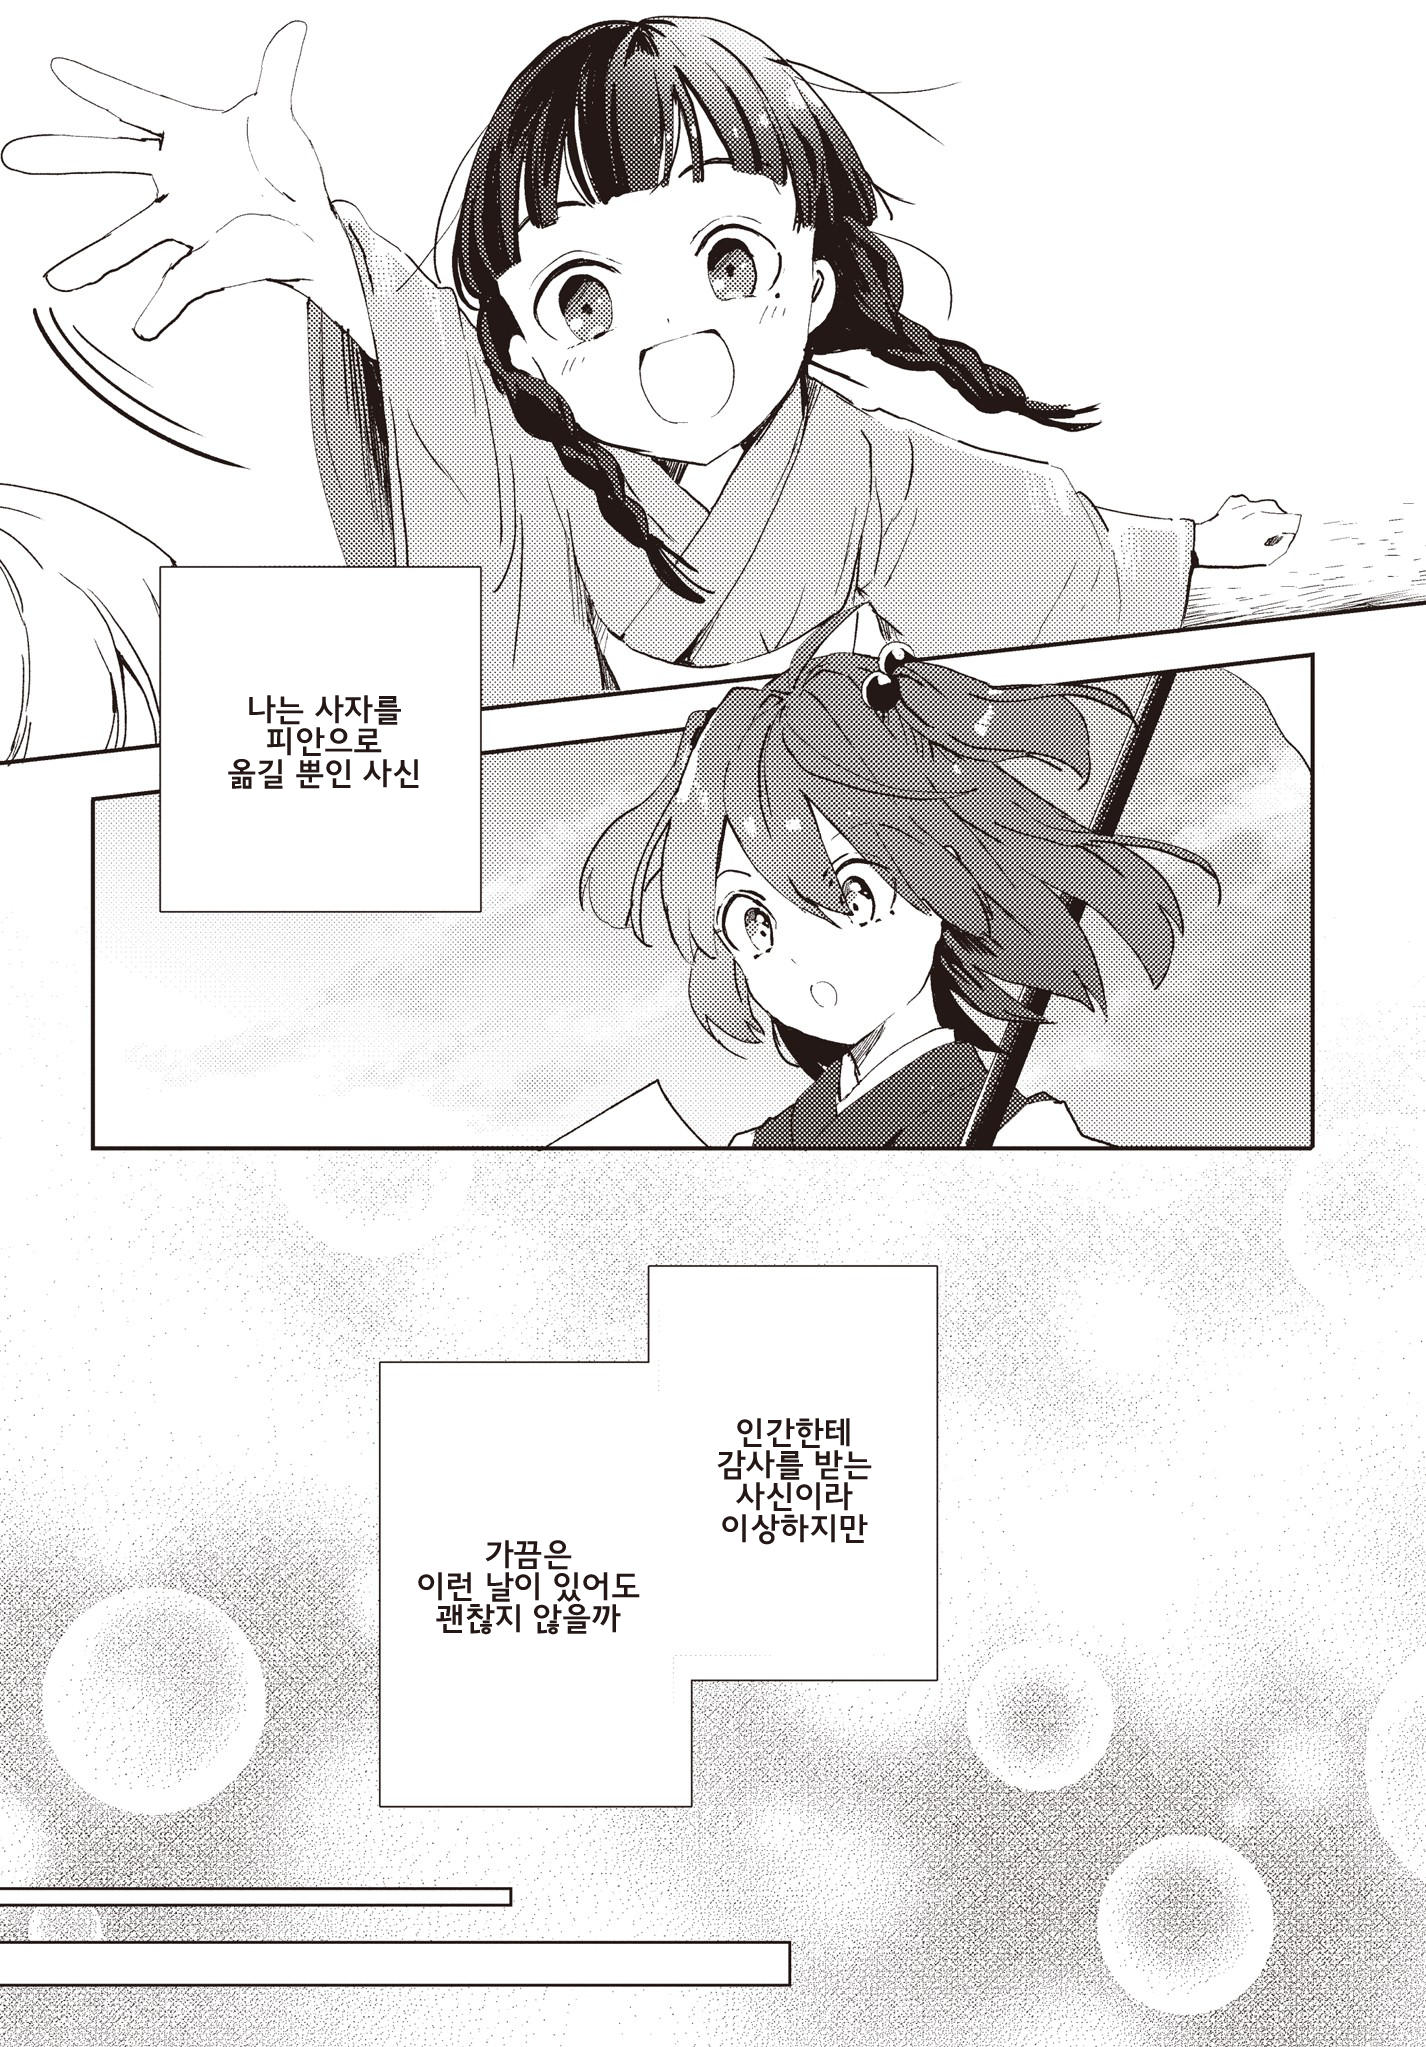 나는 사자를
피안으로
옮길 뿐인 사신
인간한테
감사를 받는
사신이라
이상하지만
가끔은
이런 날이 있어도
괜찮지 않을까